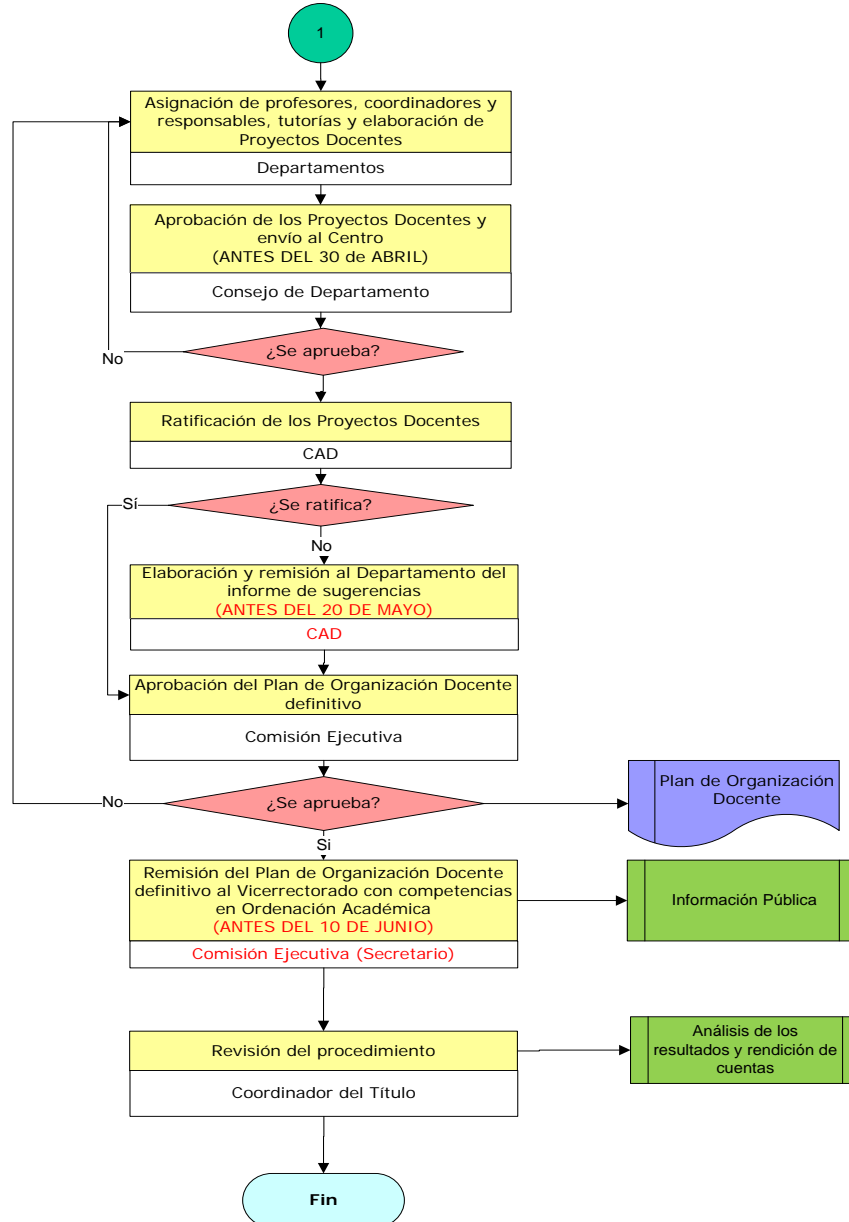 1
Asignación de profesores, coordinadores y
responsables, tutorías y elaboración de
Proyectos Docentes
Departamentos
Aprobación de los Proyectos Docentes y
envío al Centro
(ANTES DEL 30 de ABRIL)
Consejo de Departamento
¿Se aprueba?
No
Ratificación de los Proyectos Docentes
CAD
¿Se ratifica?
Sí
No
Elaboración y remisión al Departamento del
informe de sugerencias
(ANTES DEL 20 DE MAYO)
CAD
Aprobación del Plan de Organización Docente
definitivo
Comisión Ejecutiva
¿Se aprueba?
No
Plan de Organización
Docente
Si
Remisión del Plan de Organización Docente
definitivo al Vicerrectorado con competencias
en Ordenación Académica
(ANTES DEL 10 DE JUNIO)
Comisión Ejecutiva (Secretario)
Información Pública
Revisión del procedimiento
Coordinador del Título
Análisis de los
resultados y rendición de
cuentas
Fin